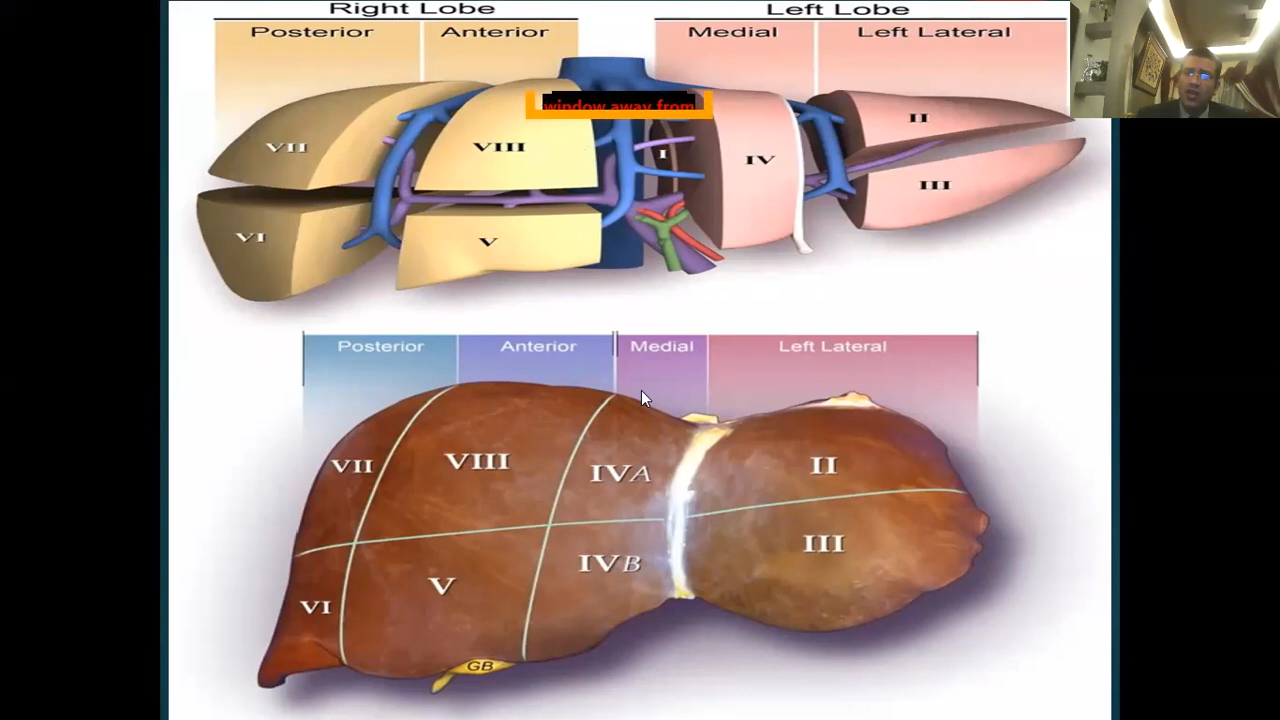 Right Lobe
Left Lobe
Posterior
Anterior
Medial
Left Lateral
window away from
VII
VIII
I
IV
II
III
VI
V
Posterior
Anterior
Medial
Left Lateral
VII
VIII
IVA
II
III
IVB
V
VI
GB